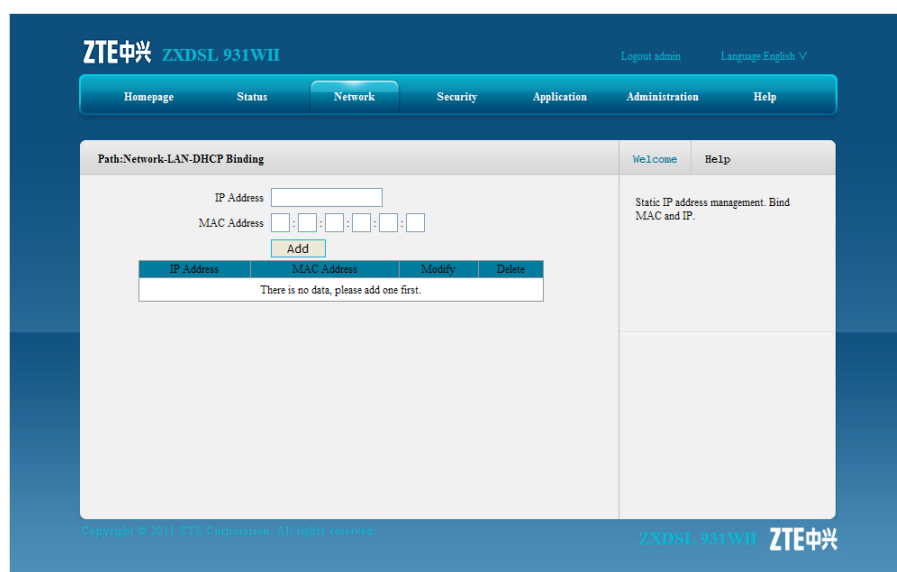 ZTE中兴 ZXDSL 931WII
Logout admin Language:English V
Homepage Status Network Security Application Administration Help
Path:Network-LAN-DHCP Binding
Welcome Help
IP Address
MAC Address : : : : :
Add
IP Address MAC Address Modify Delete
There is no data, please add one first.
Static IP address management. Bind
MAC and IP.
Copyright © 2011 ZTE Corporation. All rights reserved.
ZXDSL 931WII ZTE中兴